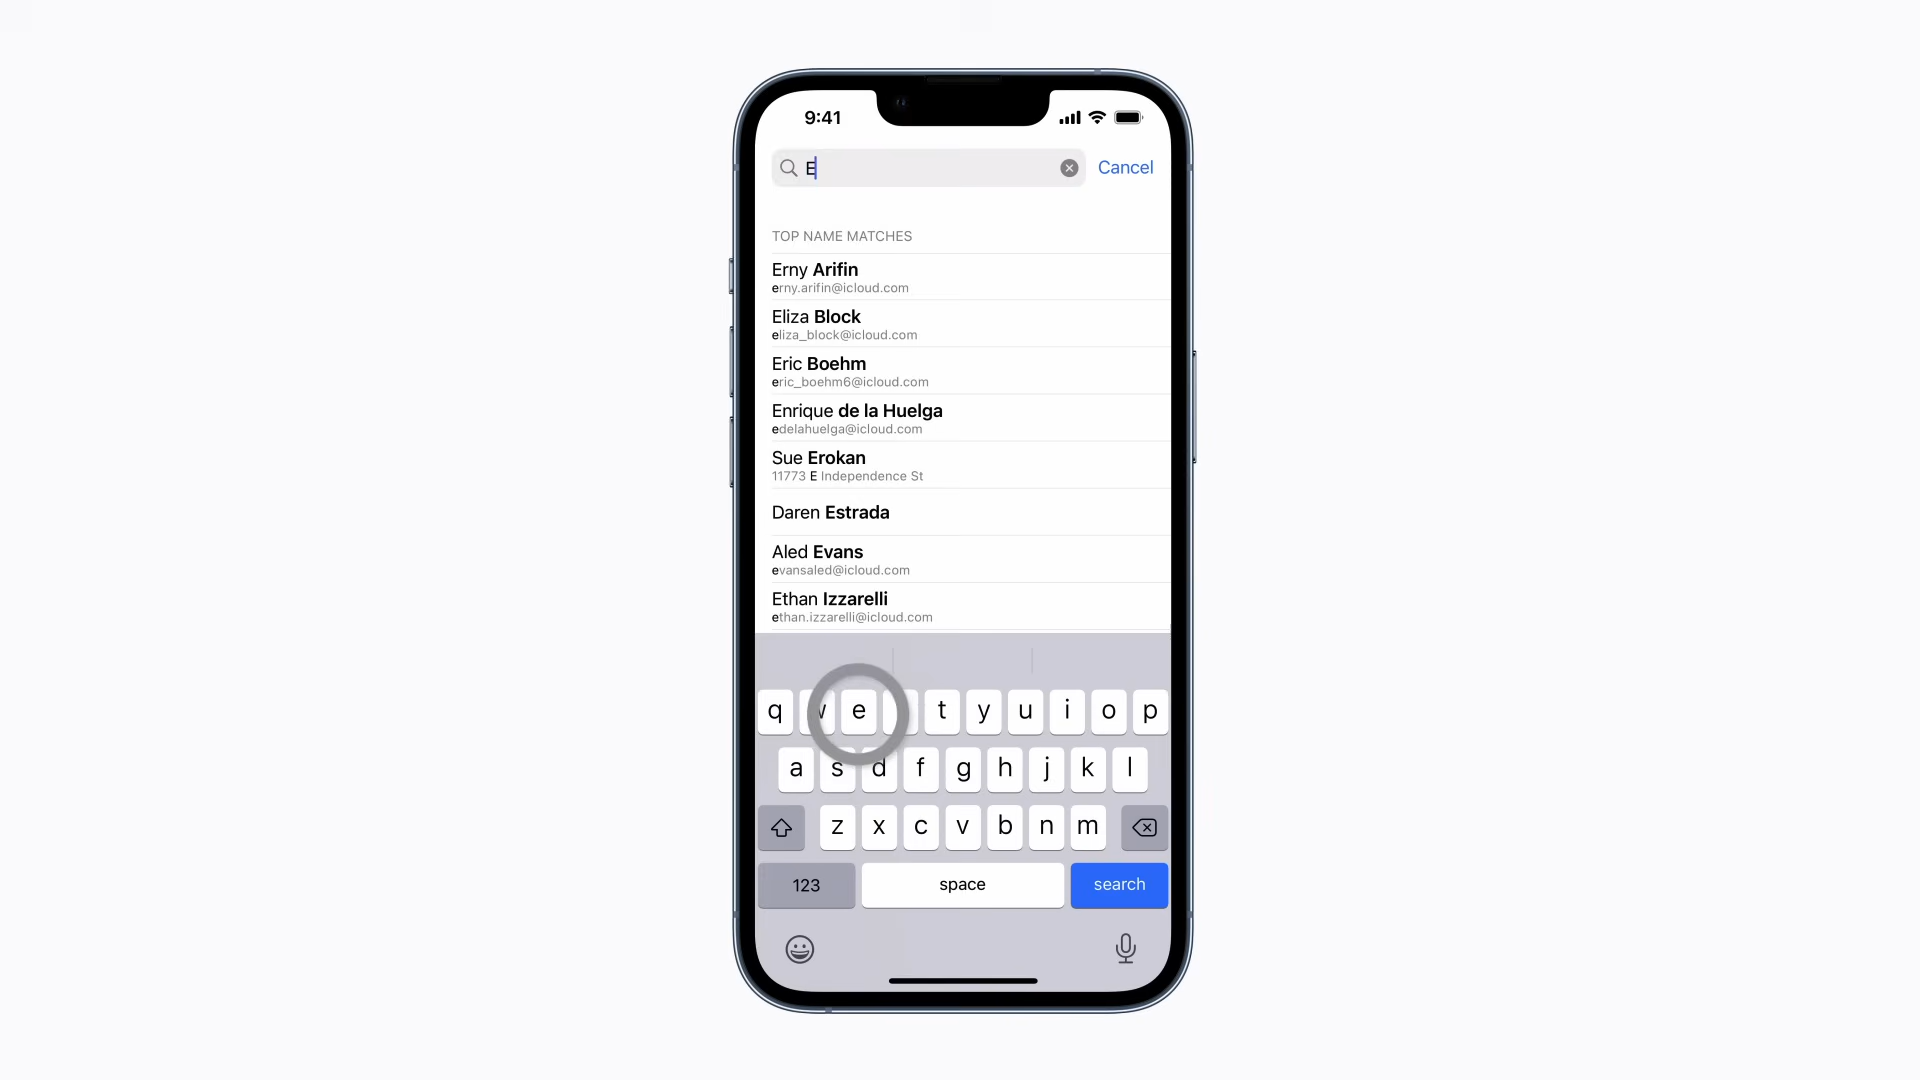 9:41
E
Cancel
TOP NAME MATCHES
Erny Arifin
erny.arifin@icloud.com
Eliza Block
eliza_block@icloud.com
Eric Boehm
eric_boehm6@icloud.com
Enrique de la Huelga
edelahuelga@icloud.com
Sue Erokan
11773 E Independence St
Daren Estrada
Aled Evans
evansaled@icloud.com
Ethan Izzarelli
ethan.izzarelli@icloud.com
q w e t y u i o p
a s d f g h j k l
z x c v b n m
123 space search